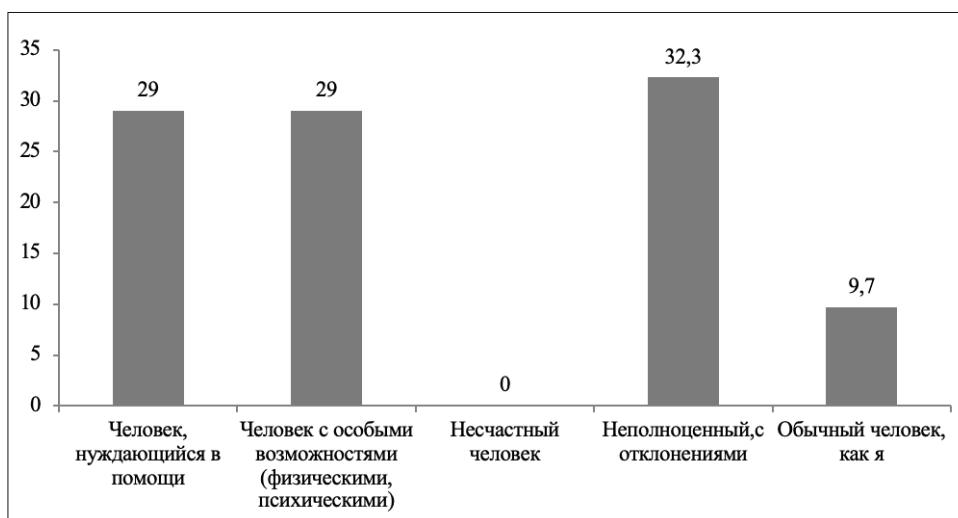 35
30
25
20
15
10
5
0
29
29
0
32,3
9,7
Человек,
нуждающийся в
помощи
Человек с особыми
возможностями
(физическими,
психическими)
Несчастный
человек
Неполноценный,с
отклонениями
Обычный человек,
как я